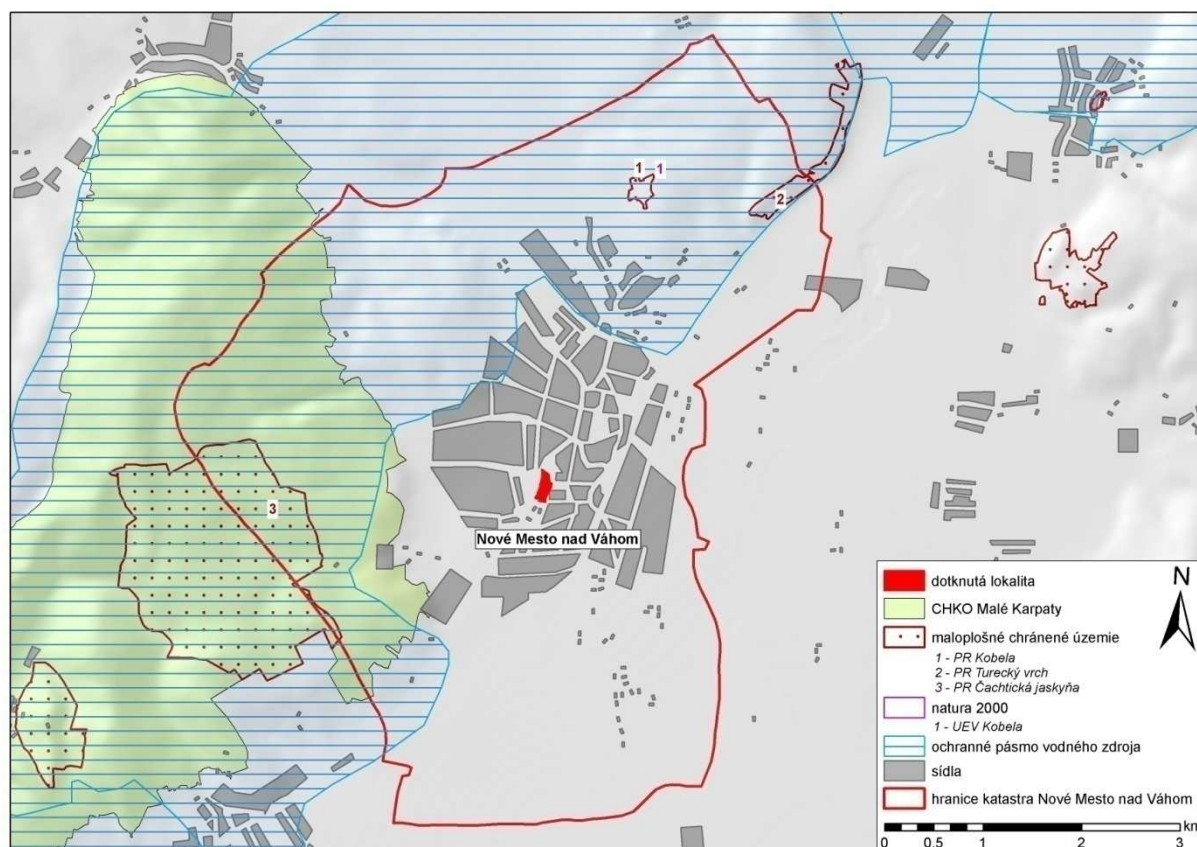 1 1
2
3
Nové Mesto nad Váhom
N
dotknutá lokalita
CHKO Malé Karpaty
maloplošné chránené územie
1 - PR Kobela
2 - PR Turecký vrch
3 - PR Čachtická jaskyňa
natura 2000
1 - UEV Kobela
ochranné pásmo vodného zdroja
sídla
hranice katastra Nové Mesto nad Váhom
km
0 0.5 1 2 3